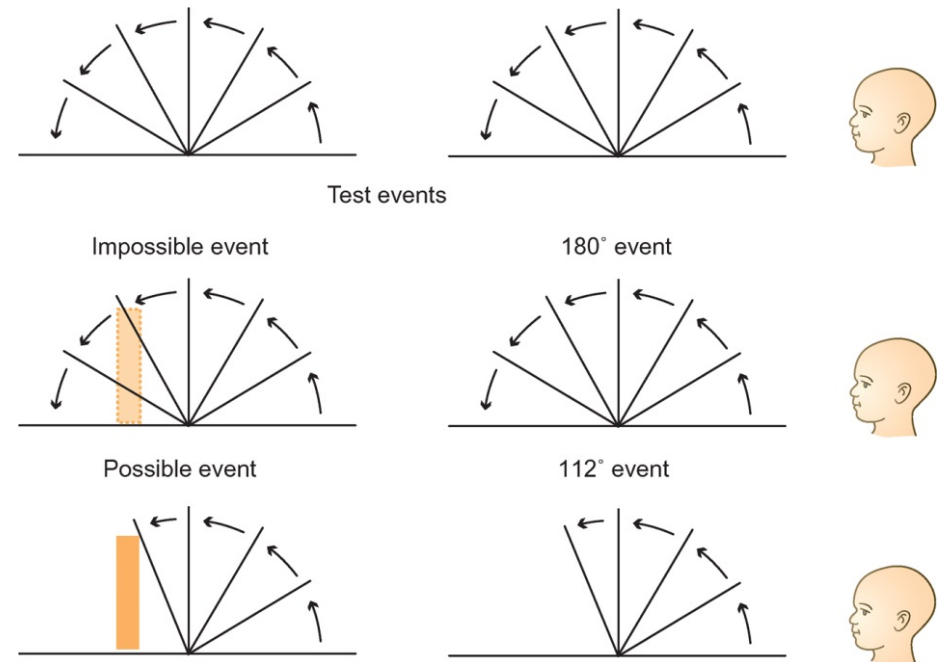 Test events
Impossible event
180° event
Possible event
112° event